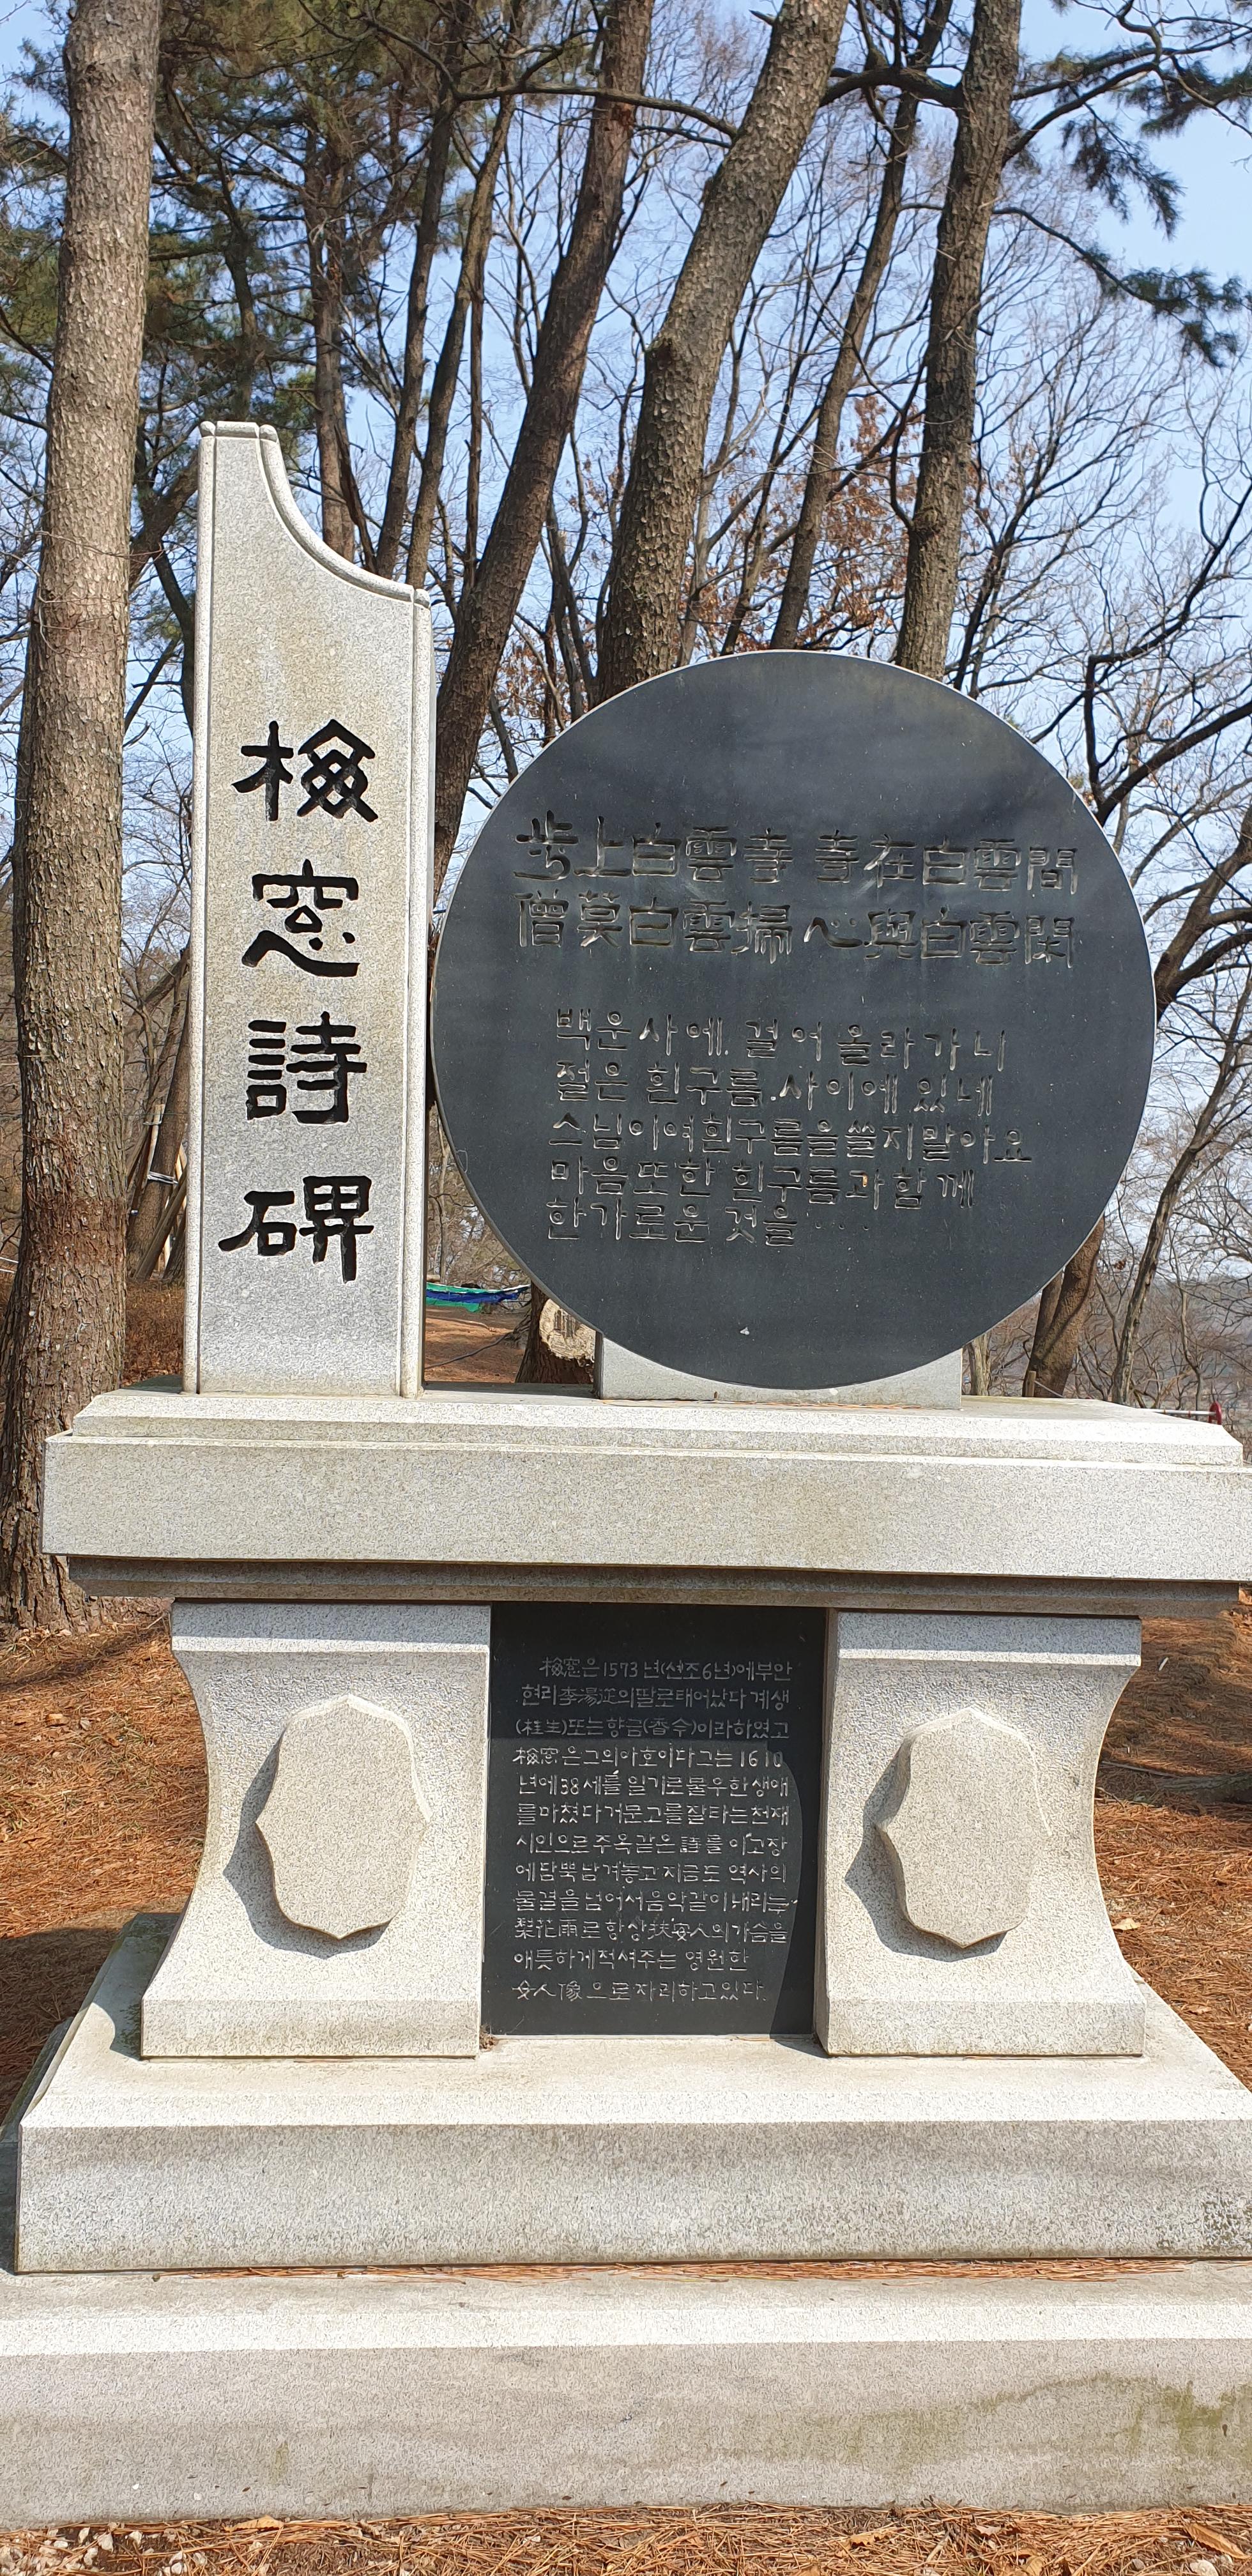 梅窓詩碑
步上白雲寺 寺在白雲間
僧莫白雲掃 心與白雲閑
백운사에 걸어올라가니
절은 흰구름 사이에 있네
스님이여흰구름을쓸지말아요
마음또한 흰구름과함께
한가로운 것을 ····
梅窓은1573년(선조6년)에부안
현리李湯從의딸로태어났다계생
(桂生)또는향금(香수)이라하였고
梅窓은그의아호이다그는1610
년에38세를 일기로불우한생애
를마쳤다거문고를잘타는천재
시인으로주옥같은詩를이고장
에담뿍남겨놓고지금도 역사의
물결을넘어서음악같이내리는
梨花雨로항상扶安人의가슴을
애틋하게적셔주는 영원한
女人像으로자리하고있다.